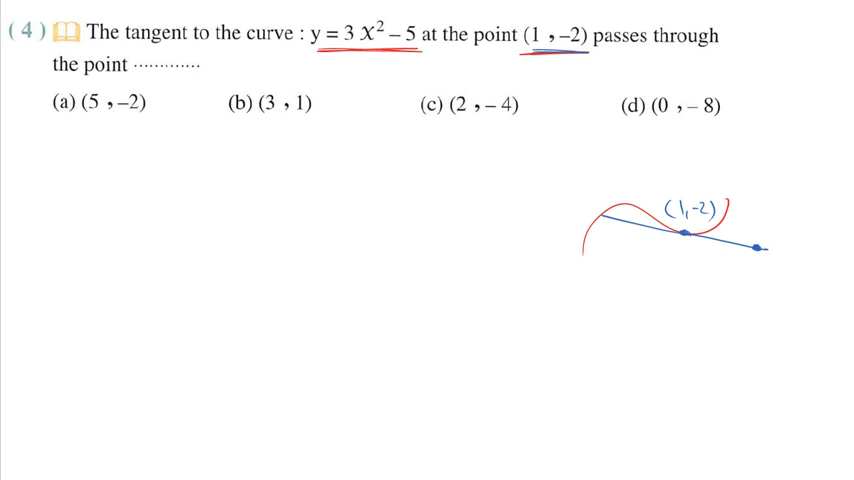 (4) The tangent to the curve : y = 3 x² – 5 at the point (1 , –2) passes through
the point ............
(a) (5 , –2) (b) (3 , 1) (c) (2 , – 4) (d) (0 , – 8)
(1, -2)